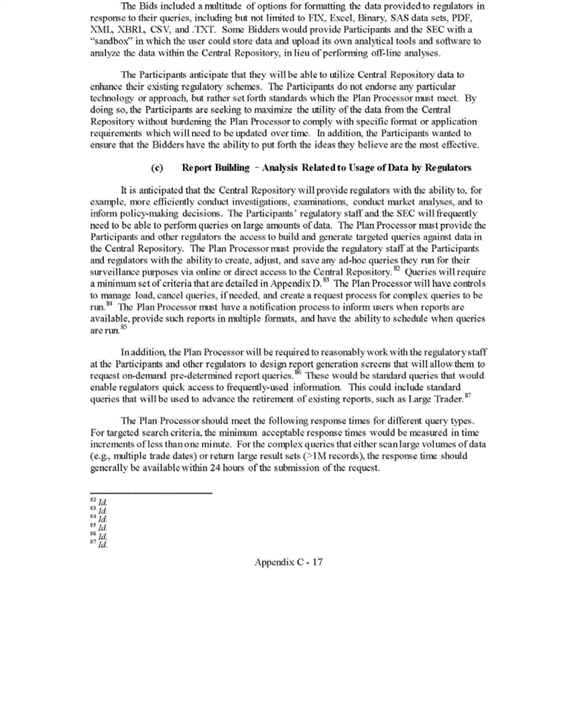 The Bids included a multitude of options for formatting the data provided to regulators in
response to their queries, including but not limited to FIX, Excel, Binary, SAS data sets, PDF,
XML, XBRL, CSV, and .TXT. Some Bidders would provide Participants and the SEC with a
“sandbox” in which the user could store data and upload its own analytical tools and software to
analyze the data within the Central Repository, in lieu of performing off-line analyses.
The Participants anticipate that they will be able to utilize Central Repository data to
enhance their existing regulatory schemes. The Participants do not endorse any particular
technology or approach, but rather set forth standards which the Plan Processor must meet. By
doing so, the Participants are seeking to maximize the utility of the data from the Central
Repository without burdening the Plan Processor to comply with specific format or application
requirements which will need to be updated over time. In addition, the Participants wanted to
ensure that the Bidders have the ability to put forth the ideas they believe are the most effective.
(c) Report Building – Analysis Related to Usage of Data by Regulators
It is anticipated that the Central Repository will provide regulators with the ability to, for
example, more efficiently conduct investigations, examinations, conduct market analyses, and to
inform policy-making decisions. The Participants’ regulatory staff and the SEC will frequently
need to be able to perform queries on large amounts of data. The Plan Processor must provide the
Participants and other regulators the access to build and generate targeted queries against data in
the Central Repository. The Plan Processor must provide the regulatory staff at the Participants
and regulators with the ability to create, adjust, and save any ad-hoc queries they run for their
surveillance purposes via online or direct access to the Central Repository.82 Queries will require
a minimum set of criteria that are detailed in Appendix D.83 The Plan Processor will have controls
to manage load, cancel queries, if needed, and create a request process for complex queries to be
run.84 The Plan Processor must have a notification process to inform users when reports are
available, provide such reports in multiple formats, and have the ability to schedule when queries
are run.85
In addition, the Plan Processor will be required to reasonably work with the regulatory staff
at the Participants and other regulators to design report generation screens that will allow them to
request on-demand pre-determined report queries.86 These would be standard queries that would
enable regulators quick access to frequently-used information. This could include standard
queries that will be used to advance the retirement of existing reports, such as Large Trader.87
The Plan Processor should meet the following response times for different query types.
For targeted search criteria, the minimum acceptable response times would be measured in time
increments of less than one minute. For the complex queries that either scan large volumes of data
(e.g., multiple trade dates) or return large result sets (>1M records), the response time should
generally be available within 24 hours of the submission of the request.
82 Id.
83 Id.
84 Id.
85 Id.
86 Id.
87 Id.
Appendix C - 17